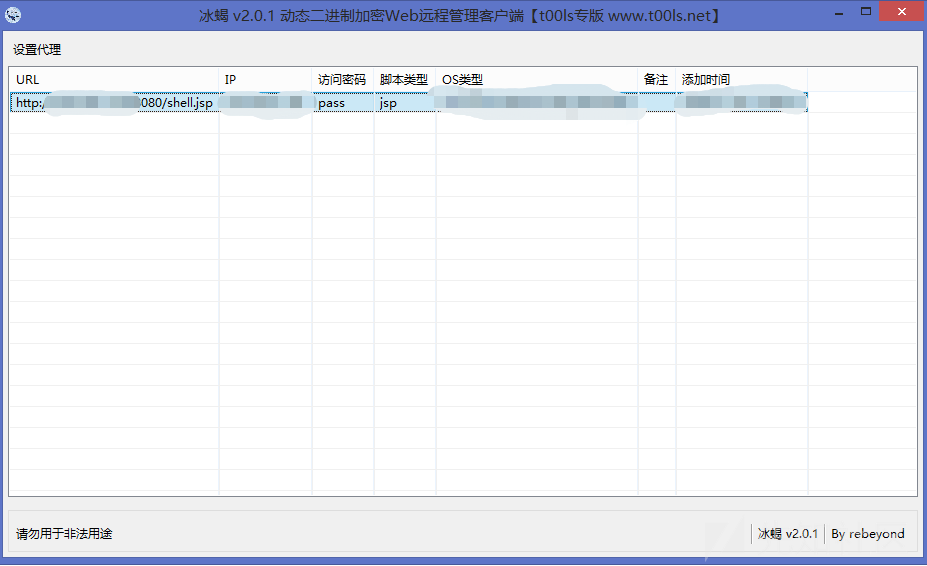 冰蝎 v2.0.1 动态二进制加密Web远程管理客户端【t00ls专版 www.t00ls.net】
设置代理
URL IP 访问密码 脚本类型 OS类型 备注 添加时间
http:/ 080/shell.jsp pass jsp
请勿用于非法用途 冰蝎 v2.0.1 By rebeyond